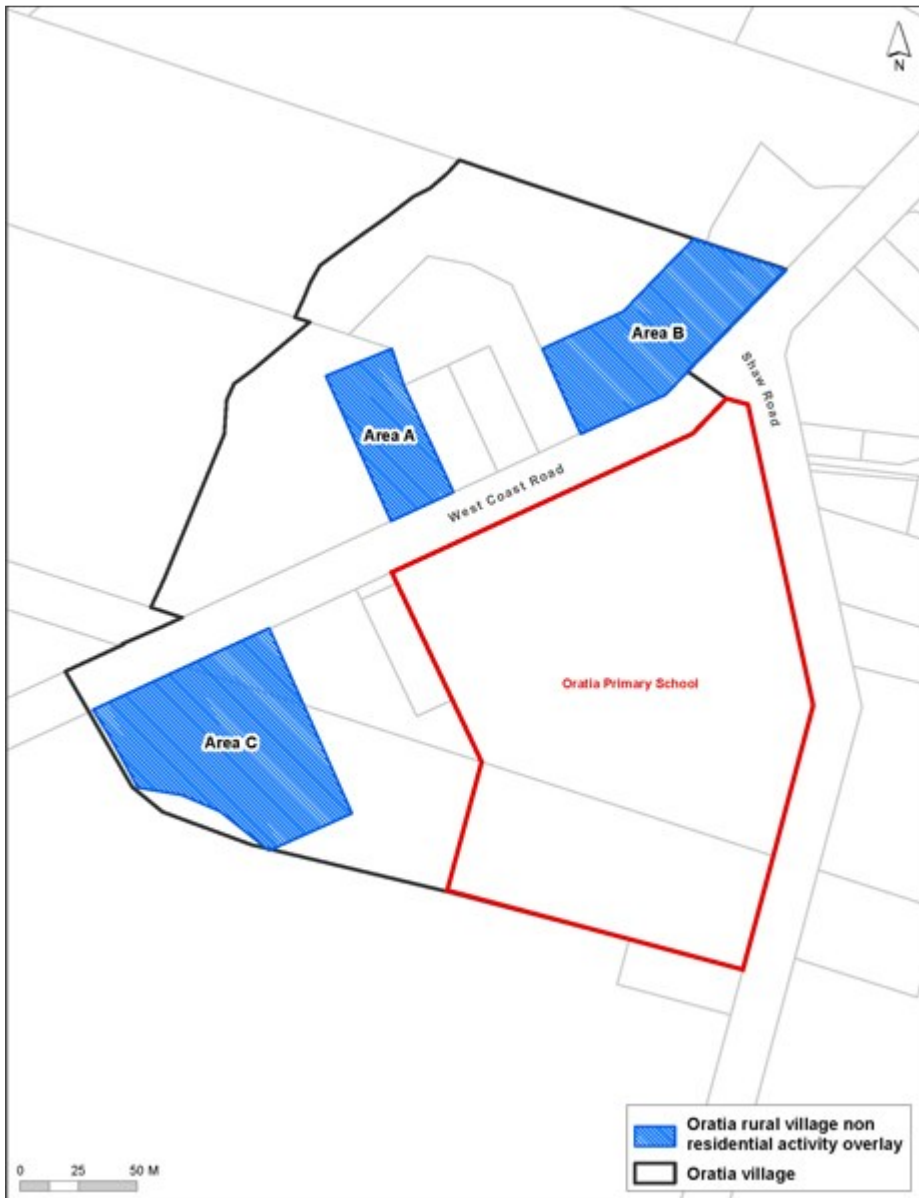 N
Area B
Shaw Road
Area A
West Coast Road
Oratia Primary School
Area C
Oratia rural village non
residential activity overlay
Oratia village
0 25 50 M